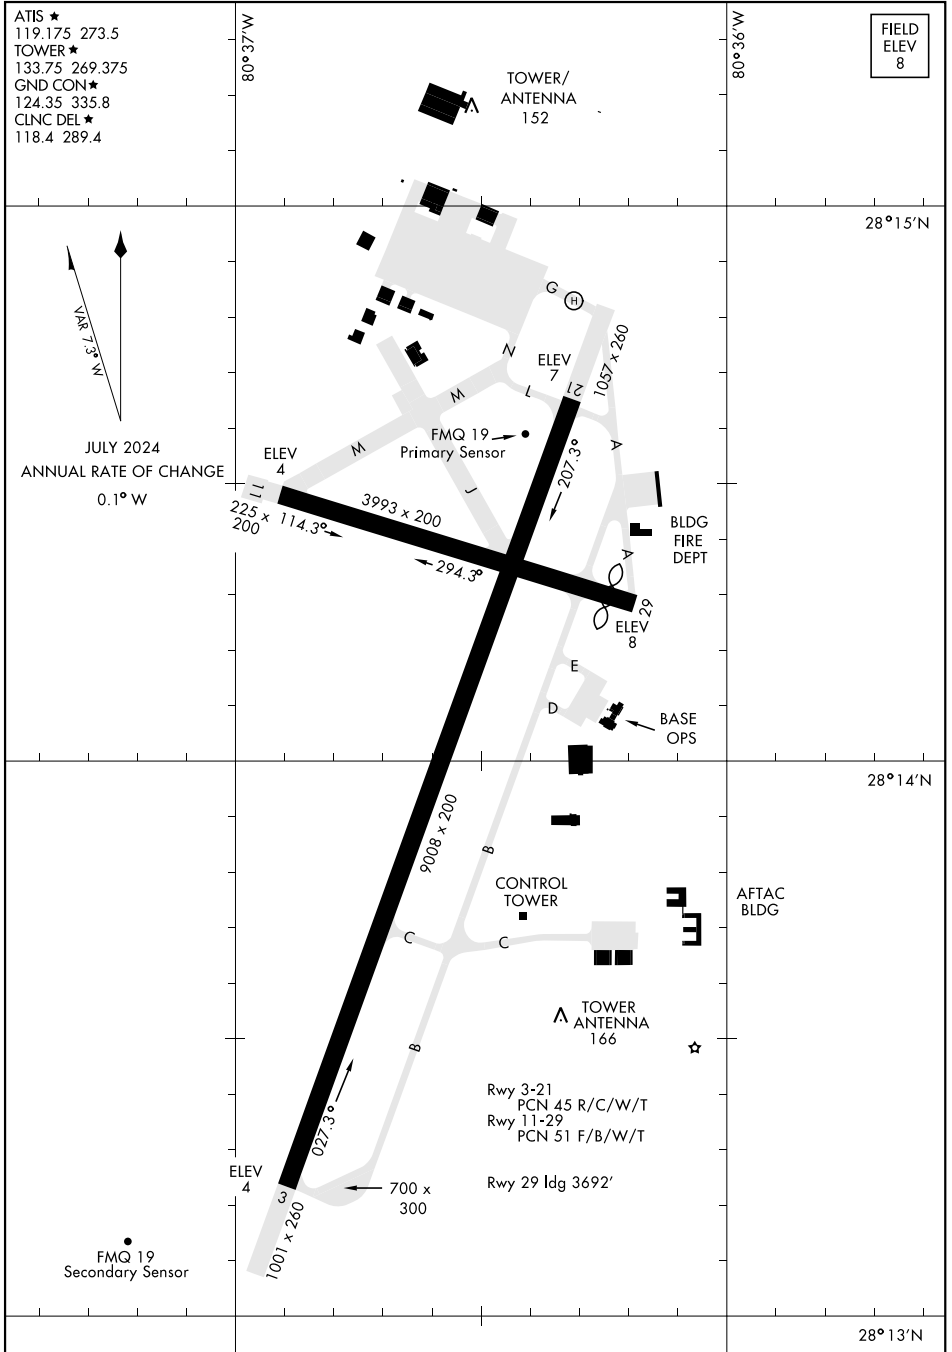 ATIS ★
119.175 273.5
TOWER ★
133.75 269.375
GND CON ★
124.35 335.8
CLNC DEL ★
118.4 289.4
80°37'W
80°36'W
FIELD
ELEV
8
TOWER/
ANTENNA
152
28°15'N
VAR 7.3° W
JULY 2024
ANNUAL RATE OF CHANGE
0.1° W
G
H
N
ELEV
7
1057 x 260
21
L
M
M
A
FMQ 19
Primary Sensor
207.3°
ELEV
4
11
J
3993 x 200
225 x
200
114.3°
294.3°
BLDG
FIRE
DEPT
A
29
ELEV
8
E
D
BASE
OPS
28°14'N
9008 x 200
B
CONTROL
TOWER
AFTAC
BLDG
C
C
TOWER
ANTENNA
166
B
Rwy 3-21
PCN 45 R/C/W/T
Rwy 11-29
PCN 51 F/B/W/T
027.3°
Rwy 29 ldg 3692'
ELEV
4
3
700 x
300
1001 x 260
FMQ 19
Secondary Sensor
28°13'N